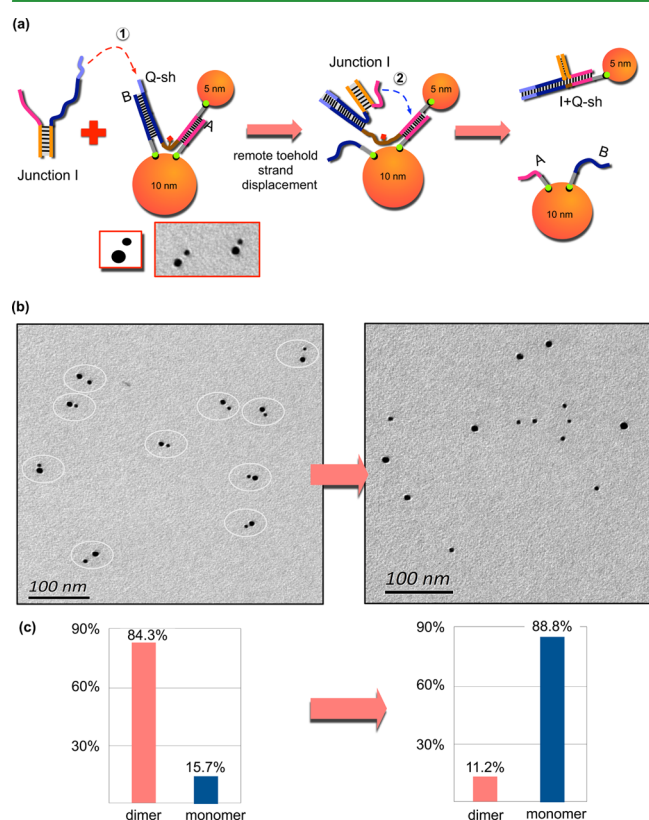 (a)
1
Q-sh
B
A
5 nm
10 nm
Junction I
remote toehold
strand
displacement
Junction I
2
5 nm
10 nm
5 nm
I+Q-sh
A
B
10 nm
(b)
100 nm
100 nm
(c)
90%
84.3%
60%
30%
15.7%
dimer
monomer
90%
88.8%
60%
30%
11.2%
dimer
monomer